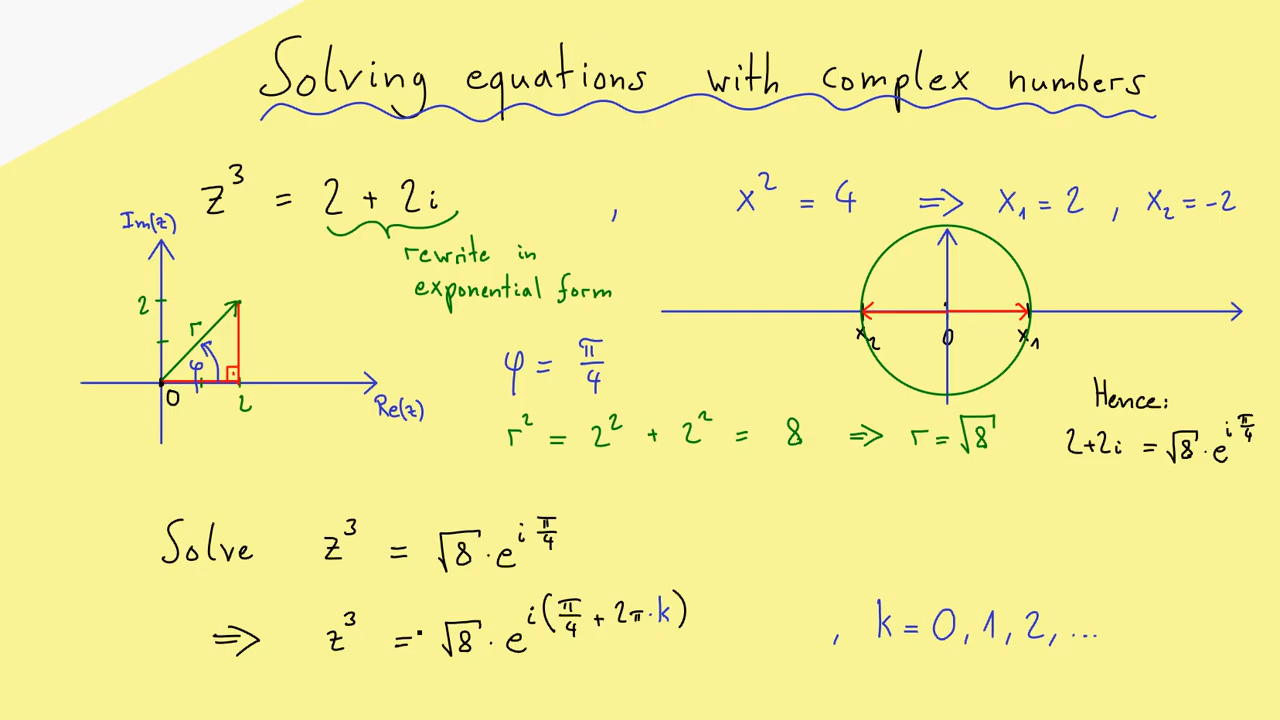 Solving equations with complex numbers
z³ = 2 + 2i , x² = 4 ⟹ x₁ = 2 , x₂ = -2
rewrite in
exponential form
Im(z)
2
r
φ
0
2
Re(z)
x₂
0
x₁
φ = π/4
r² = 2² + 2² = 8 ⟹ r = √8
Hence:
2+2i = √8 · e^(i π/4)
Solve z³ = √8 · e^(i π/4)
⟹ z³ = √8 · e^(i(π/4 + 2π·k)) , k = 0, 1, 2, ...